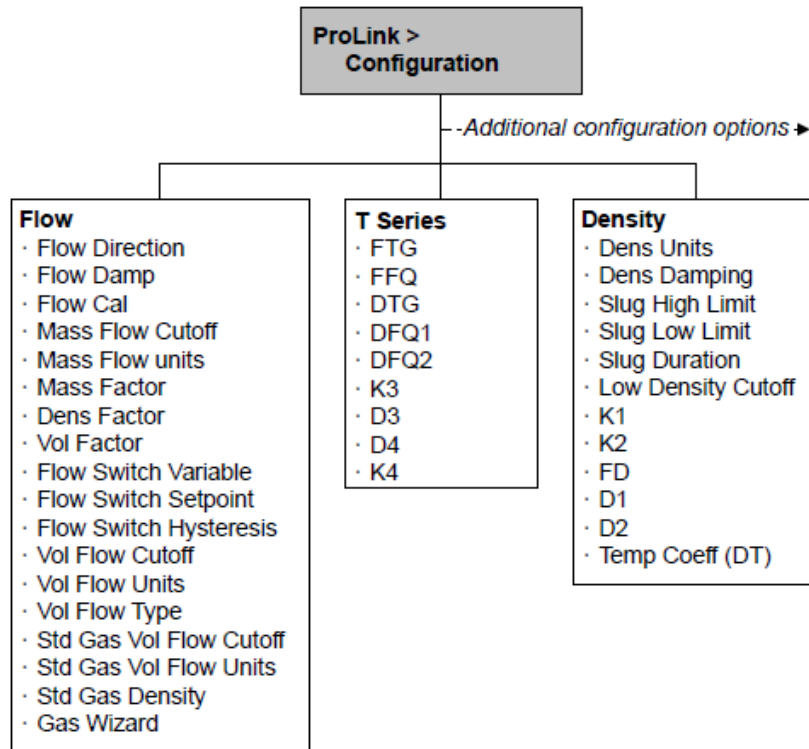 ProLink >
Configuration
Additional configuration options
Flow
· Flow Direction
· Flow Damp
· Flow Cal
· Mass Flow Cutoff
· Mass Flow units
· Mass Factor
· Dens Factor
· Vol Factor
· Flow Switch Variable
· Flow Switch Setpoint
· Flow Switch Hysteresis
· Vol Flow Cutoff
· Vol Flow Units
· Vol Flow Type
· Std Gas Vol Flow Cutoff
· Std Gas Vol Flow Units
· Std Gas Density
· Gas Wizard
T Series
· FTG
· FFQ
· DTG
· DFQ1
· DFQ2
· K3
· D3
· D4
· K4
Density
· Dens Units
· Dens Damping
· Slug High Limit
· Slug Low Limit
· Slug Duration
· Low Density Cutoff
· K1
· K2
· FD
· D1
· D2
· Temp Coeff (DT)